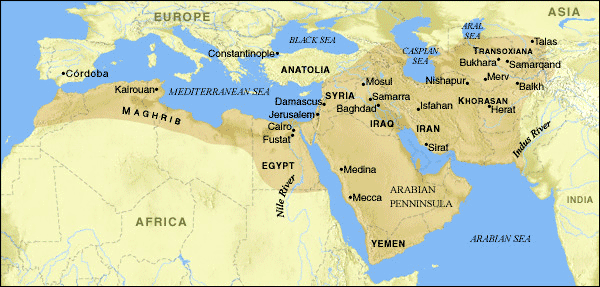 EUROPE
ASIA
ARAL
SEA
BLACK SEA
Talas
TRANSOXIANA
Constantinople
CASPIAN
SEA
Bukhara
Samarqand
Córdoba
ANATOLIA
Merv
Mosul
Nishapur
Balkh
Kairouan
MEDITERRANEAN SEA
SYRIA
Samarra
KHORASAN
Damascus
Baghdad
Isfahan
Herat
MAGHRIB
Jerusalem
IRAQ
IRAN
Cairo
Fustat
Sirat
Indus River
EGYPT
Medina
Nile River
ARABIAN
PENNINSULA
INDIA
Mecca
AFRICA
YEMEN
ARABIAN SEA